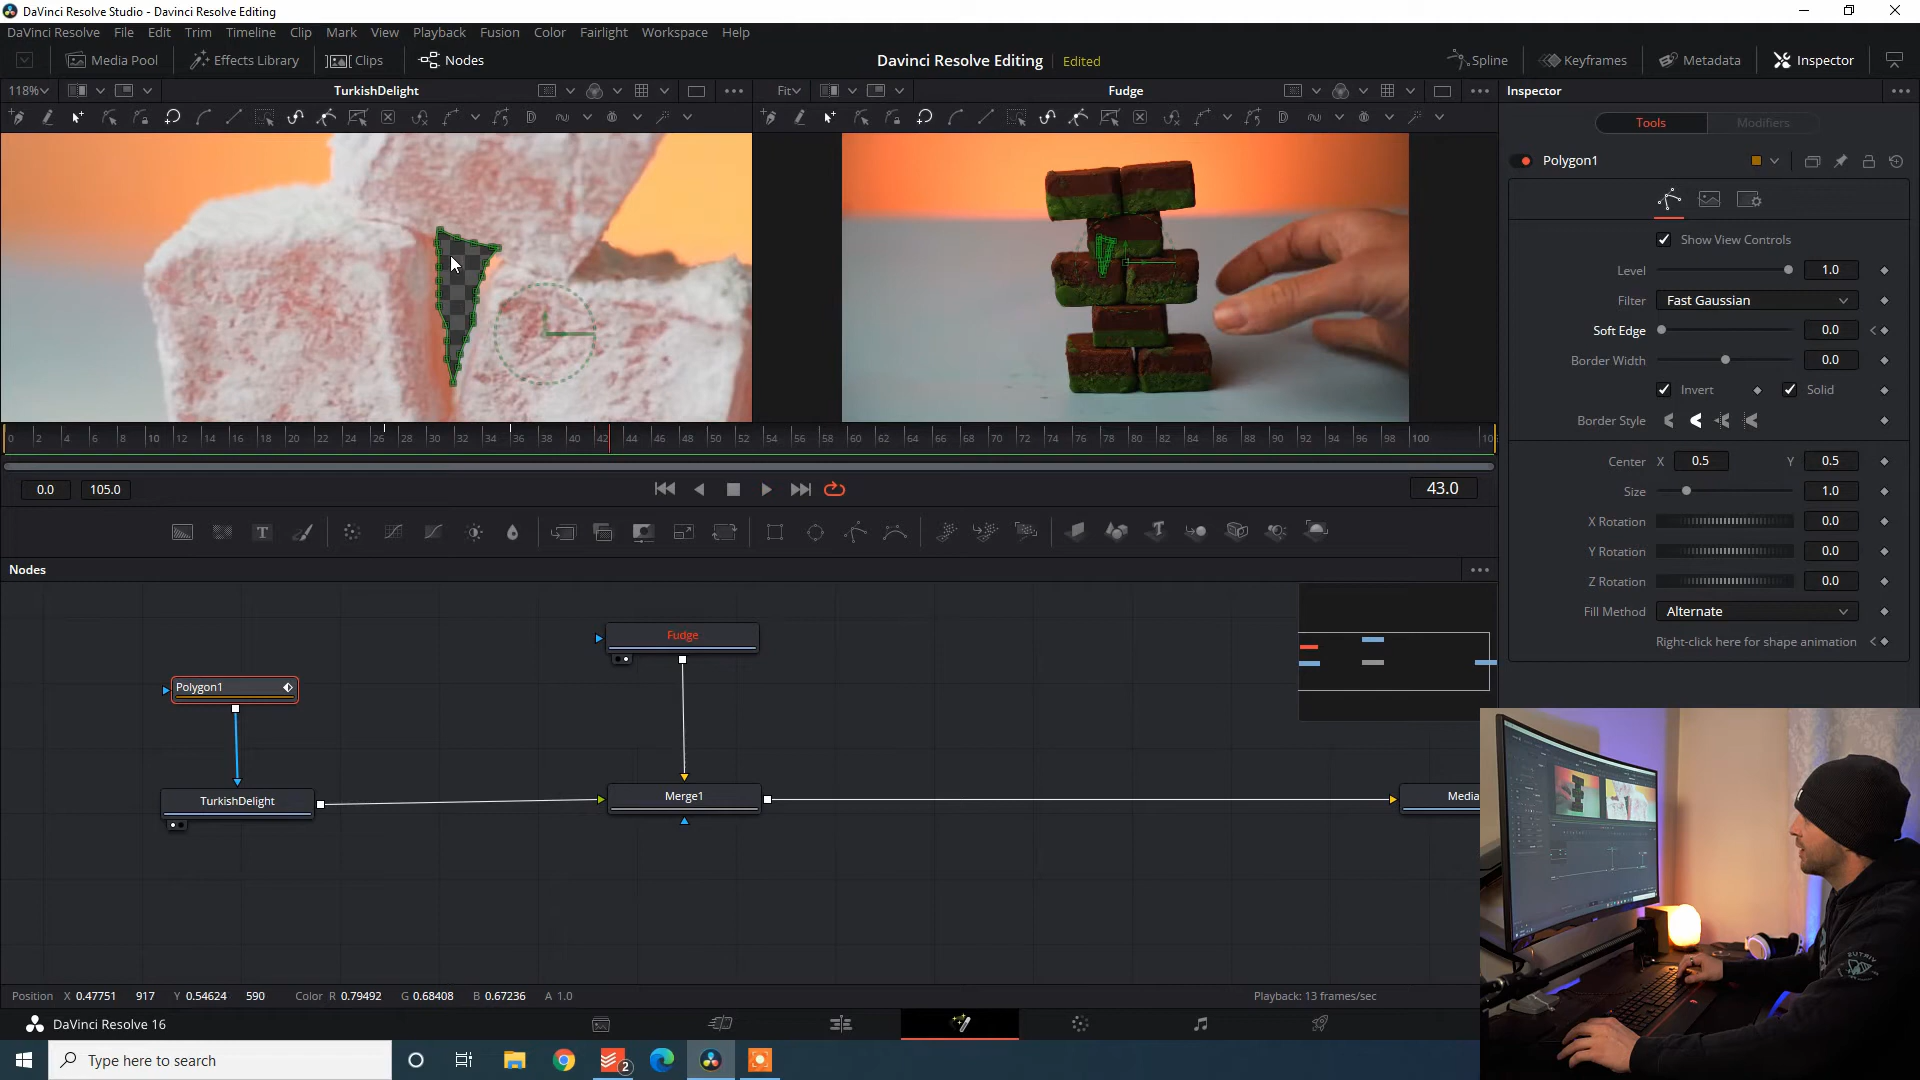 DaVinci Resolve Studio - Davinci Resolve Editing
DaVinci Resolve File Edit Trim Timeline Clip Mark View Playback Fusion Color Fairlight Workspace Help
Media Pool Effects Library Clips Nodes Davinci Resolve Editing Edited Spline Keyframes Metadata Inspector
118% TurkishDelight Fit Fudge Inspector
Tools Modifiers
Polygon1
Show View Controls
Level 1.0
Filter Fast Gaussian
Soft Edge 0.0
Border Width 0.0
Invert Solid
Border Style
0 2 4 6 8 10 12 14 16 18 20 22 24 26 28 30 32 34 36 38 40 42 44 46 48 50 52 54 56 58 60 62 64 66 68 70 72 74 76 78 80 82 84 86 88 90 92 94 96 98 100 10
Center X 0.5 Y 0.5
0.0 105.0 43.0
Size 1.0
X Rotation 0.0
T T
Y Rotation 0.0
Nodes
Z Rotation 0.0
Fill Method Alternate
Right-click here for shape animation
Fudge
Polygon1
TurkishDelight
Merge1
Media
Position X 0.47751 917 Y 0.54624 590 Color R 0.79492 G 0.68408 B 0.67236 A 1.0 Playback: 13 frames/sec
DaVinci Resolve 16
Type here to search
2